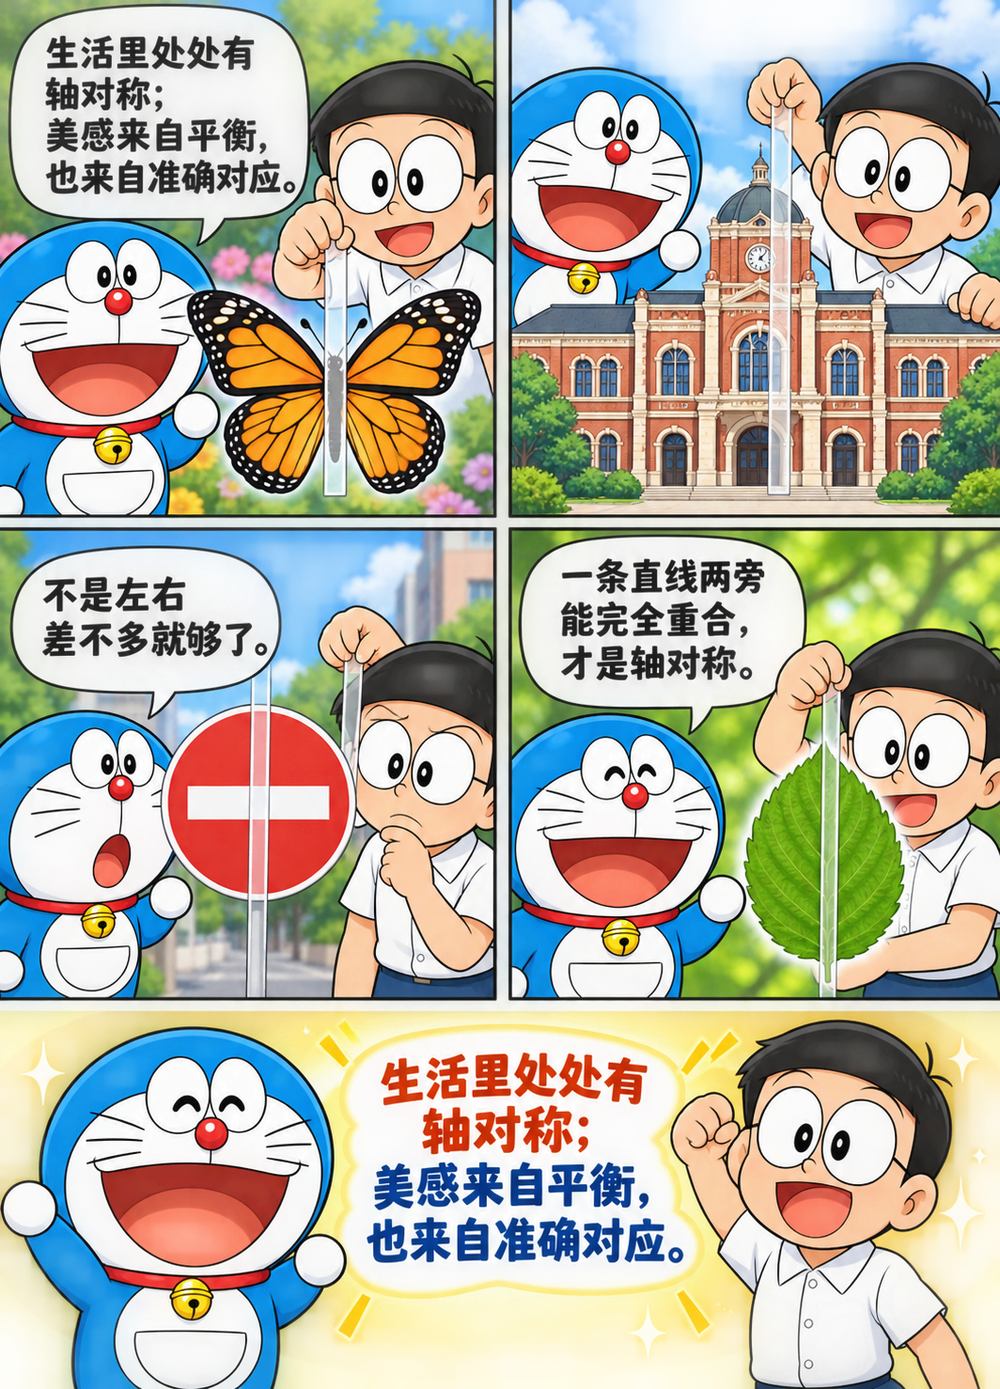 生活里处处有
轴对称；
美感来自平衡，
也来自准确对应。
不是左右
差不多就够了。
一条直线两旁
能完全重合，
才是轴对称。
生活里处处有
轴对称；
美感来自平衡，
也来自准确对应。